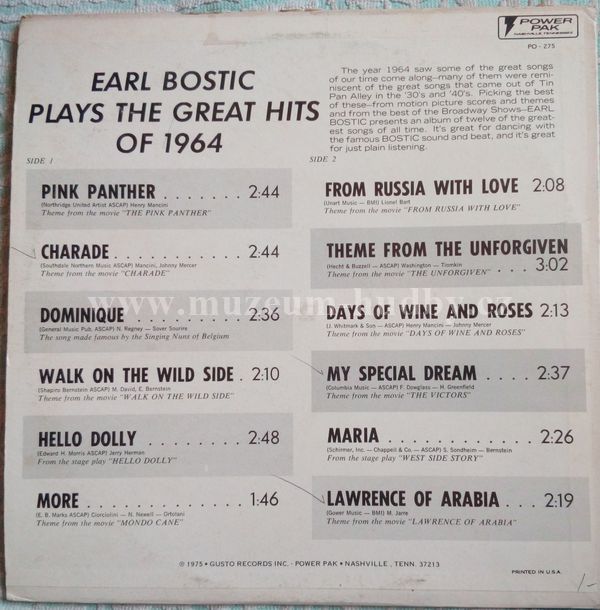 POWER
PAK
NASHVILLE, TENNESSEE
PO - 275
EARL BOSTIC
PLAYS THE GREAT HITS
OF 1964
The year 1964 saw some of the great songs
of our time come along—many of them were remi-
niscent of the great songs that came out of Tin
Pan Alley in the '30's and '40's. Picking the best
of these—from motion picture scores and themes
and from the best of the Broadway Shows—EARL
BOSTIC presents an album of twelve of the great-
est songs of all time. It's great for dancing with
the famous BOSTIC sound and beat, and it's great
for just plain listening.
SIDE 1
PINK PANTHER . . . . . . . 2:44
(Northridge United Artist ASCAP) Henry Mancini
Theme from the movie "THE PINK PANTHER"
CHARADE . . . . . . . . . . . 2:44
(Southdale Northern Music ASCAP) Mancini, Johnny Mercer
Theme from the movie "CHARADE"
DOMINIQUE . . . . . . . . . . 2:36
(General Music Pub. ASCAP) N. Regney — Sover Sourire
The song made famous by the Singing Nuns of Belgium
WALK ON THE WILD SIDE . 2:10
(Shapiro Bernstein ASCAP) M. David, E. Bernstein
Theme from the movie "WALK ON THE WILD SIDE"
HELLO DOLLY . . . . . . . . 2:48
(Edward H. Morris ASCAP) Jerry Herman
From the stage play "HELLO DOLLY"
MORE . . . . . . . . . . . . . 1:46
(E. B. Marks ASCAP) Ciorciolini — N. Newell — Ortolani
Theme from the movie "MONDO CANE"
SIDE 2
FROM RUSSIA WITH LOVE 2:08
(Unart Music — BMI) Lionel Bart
Theme from the movie "FROM RUSSIA WITH LOVE"
THEME FROM THE UNFORGIVEN
(Hecht & Buzzell — ASCAP) Washington — Tiomkin
Theme from the movie "THE UNFORGIVEN" . . . 3:02
DAYS OF WINE AND ROSES 2:13
(J. Whitmark & Son — ASCAP) Henry Mancini — Johnny Mercer
Theme from the movie "DAYS OF WINE AND ROSES"
MY SPECIAL DREAM . . . . 2:37
(Columbia Music — ASCAP) F. Dowglass — H. Greenfield
Theme from the movie "THE VICTORS"
MARIA . . . . . . . . . . . . 2:26
(Schirmer, Inc. — Chappell & Co. — ASCAP) S. Sondheim — Bernstein
From the stage play "WEST SIDE STORY"
LAWRENCE OF ARABIA . . . 2:19
(Gower Music — BMI) M. Jarre
Theme from the movie "LAWRENCE OF ARABIA"
www.muzeum-hudby.cz
© 1975 • GUSTO RECORDS INC. - POWER PAK • NASHVILLE, TENN. 37213
PRINTED IN U.S.A.
1/-